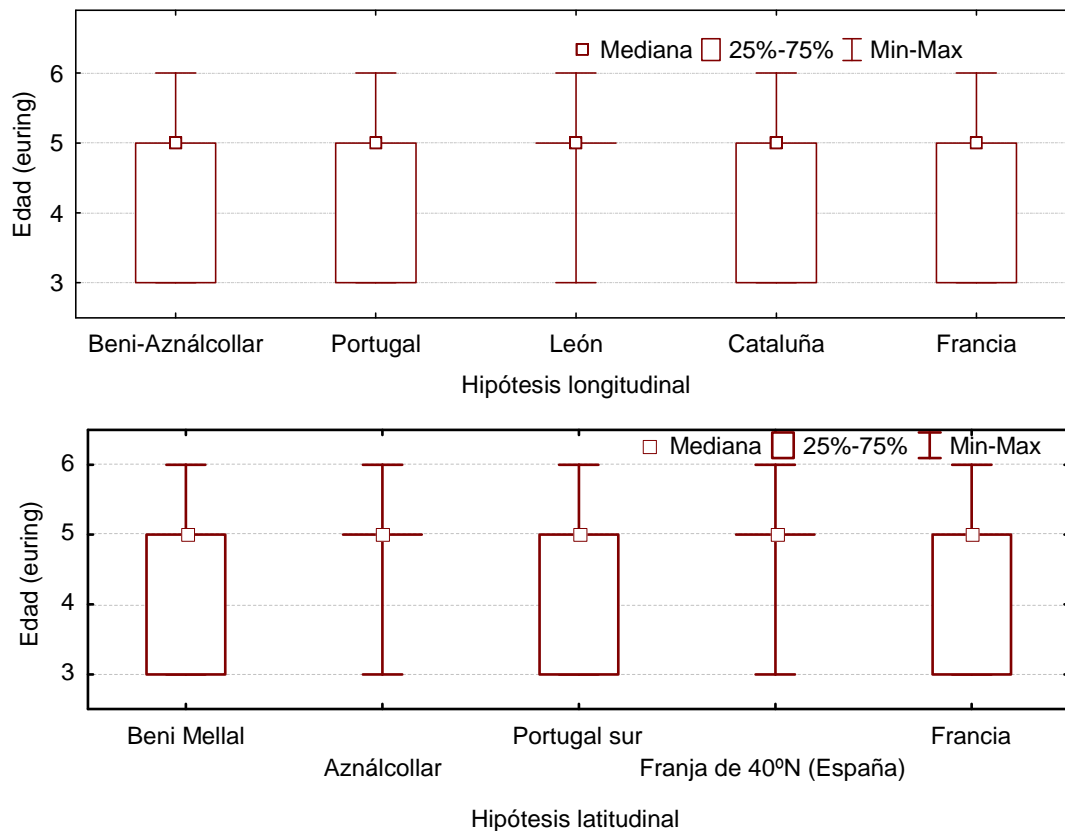 Mediana 25%-75% Min-Max
6
5
4
3
Edad (euring)
Beni-Aználcollar Portugal León Cataluña Francia
Hipótesis longitudinal
Mediana 25%-75% Min-Max
6
5
4
3
Edad (euring)
Beni Mellal Portugal sur Francia
Aználcollar Franja de 40ºN (España)
Hipótesis latitudinal